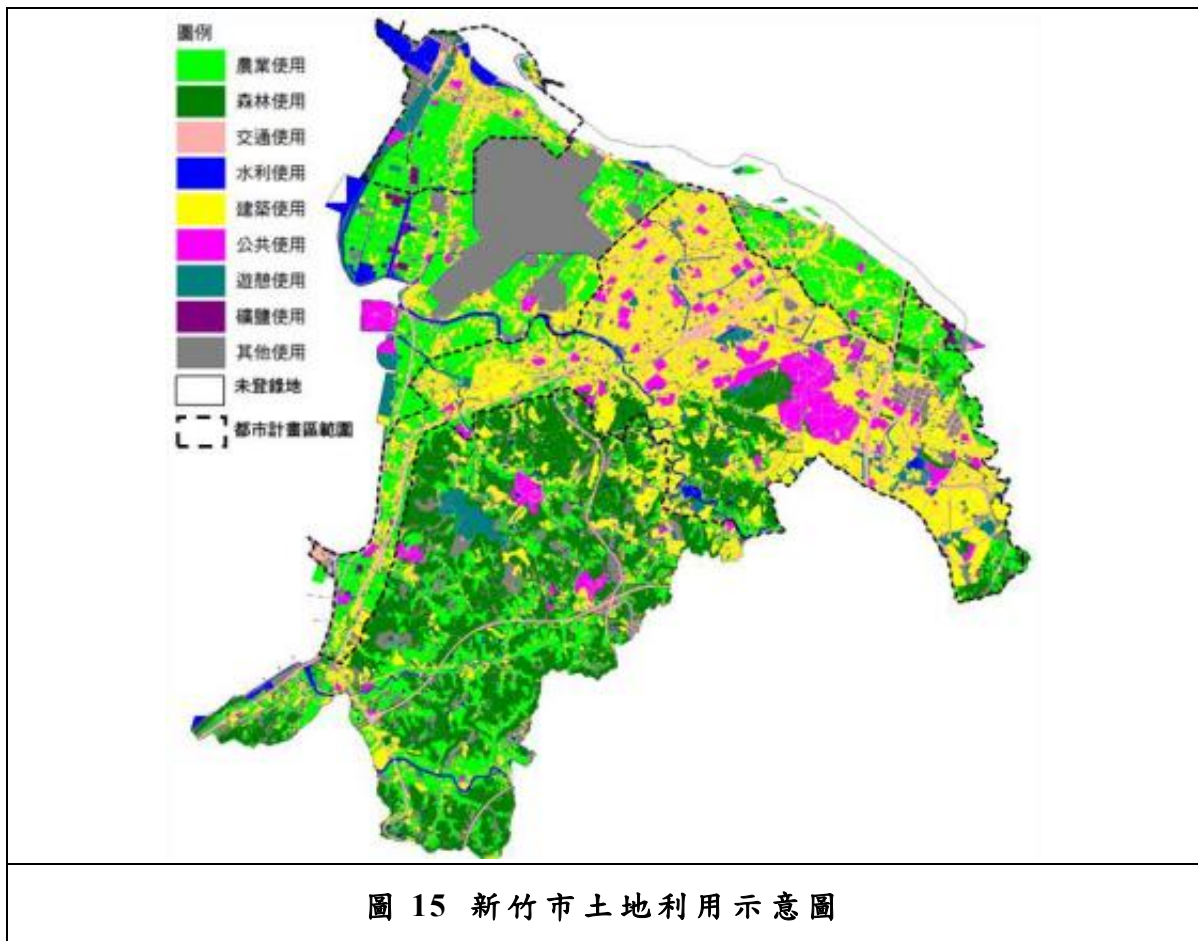 圖例
農業使用
森林使用
交通使用
水利使用
建築使用
公共使用
遊憩使用
礦鹽使用
其他使用
未登錄地
都市計畫區範圍
圖 15 新竹市土地利用示意圖